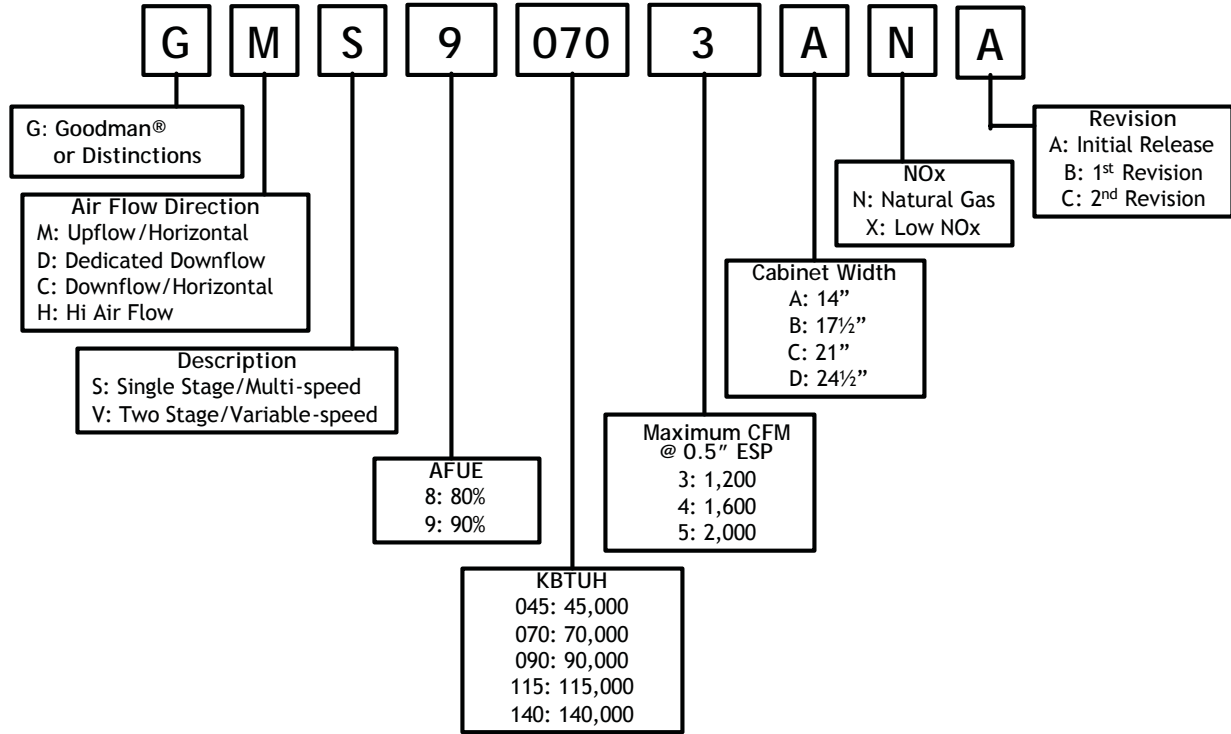 G M S 9 070 3 A N A
G: Goodman®
or Distinctions
Air Flow Direction
M: Upflow/Horizontal
D: Dedicated Downflow
C: Downflow/Horizontal
H: Hi Air Flow
Description
S: Single Stage/Multi-speed
V: Two Stage/Variable-speed
AFUE
8: 80%
9: 90%
KBTUH
045: 45,000
070: 70,000
090: 90,000
115: 115,000
140: 140,000
Maximum CFM
@ 0.5" ESP
3: 1,200
4: 1,600
5: 2,000
Cabinet Width
A: 14”
B: 17½”
C: 21”
D: 24½”
NOx
N: Natural Gas
X: Low NOx
Revision
A: Initial Release
B: 1st Revision
C: 2nd Revision